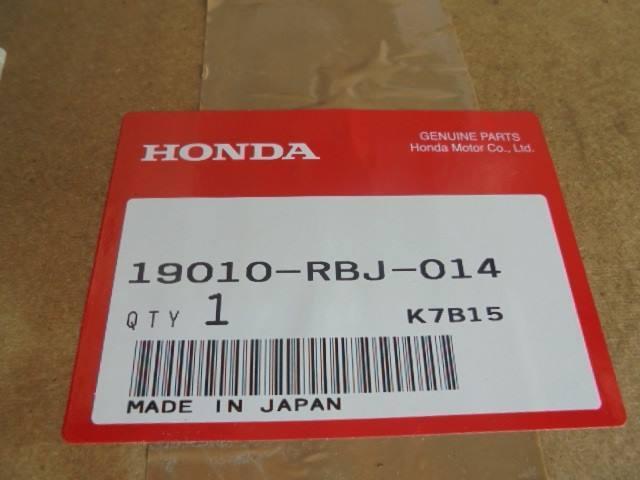 HONDA
GENUINE PARTS
Honda Motor Co., Ltd.
19010-RBJ-014
QTY 1 K7B15
MADE IN JAPAN